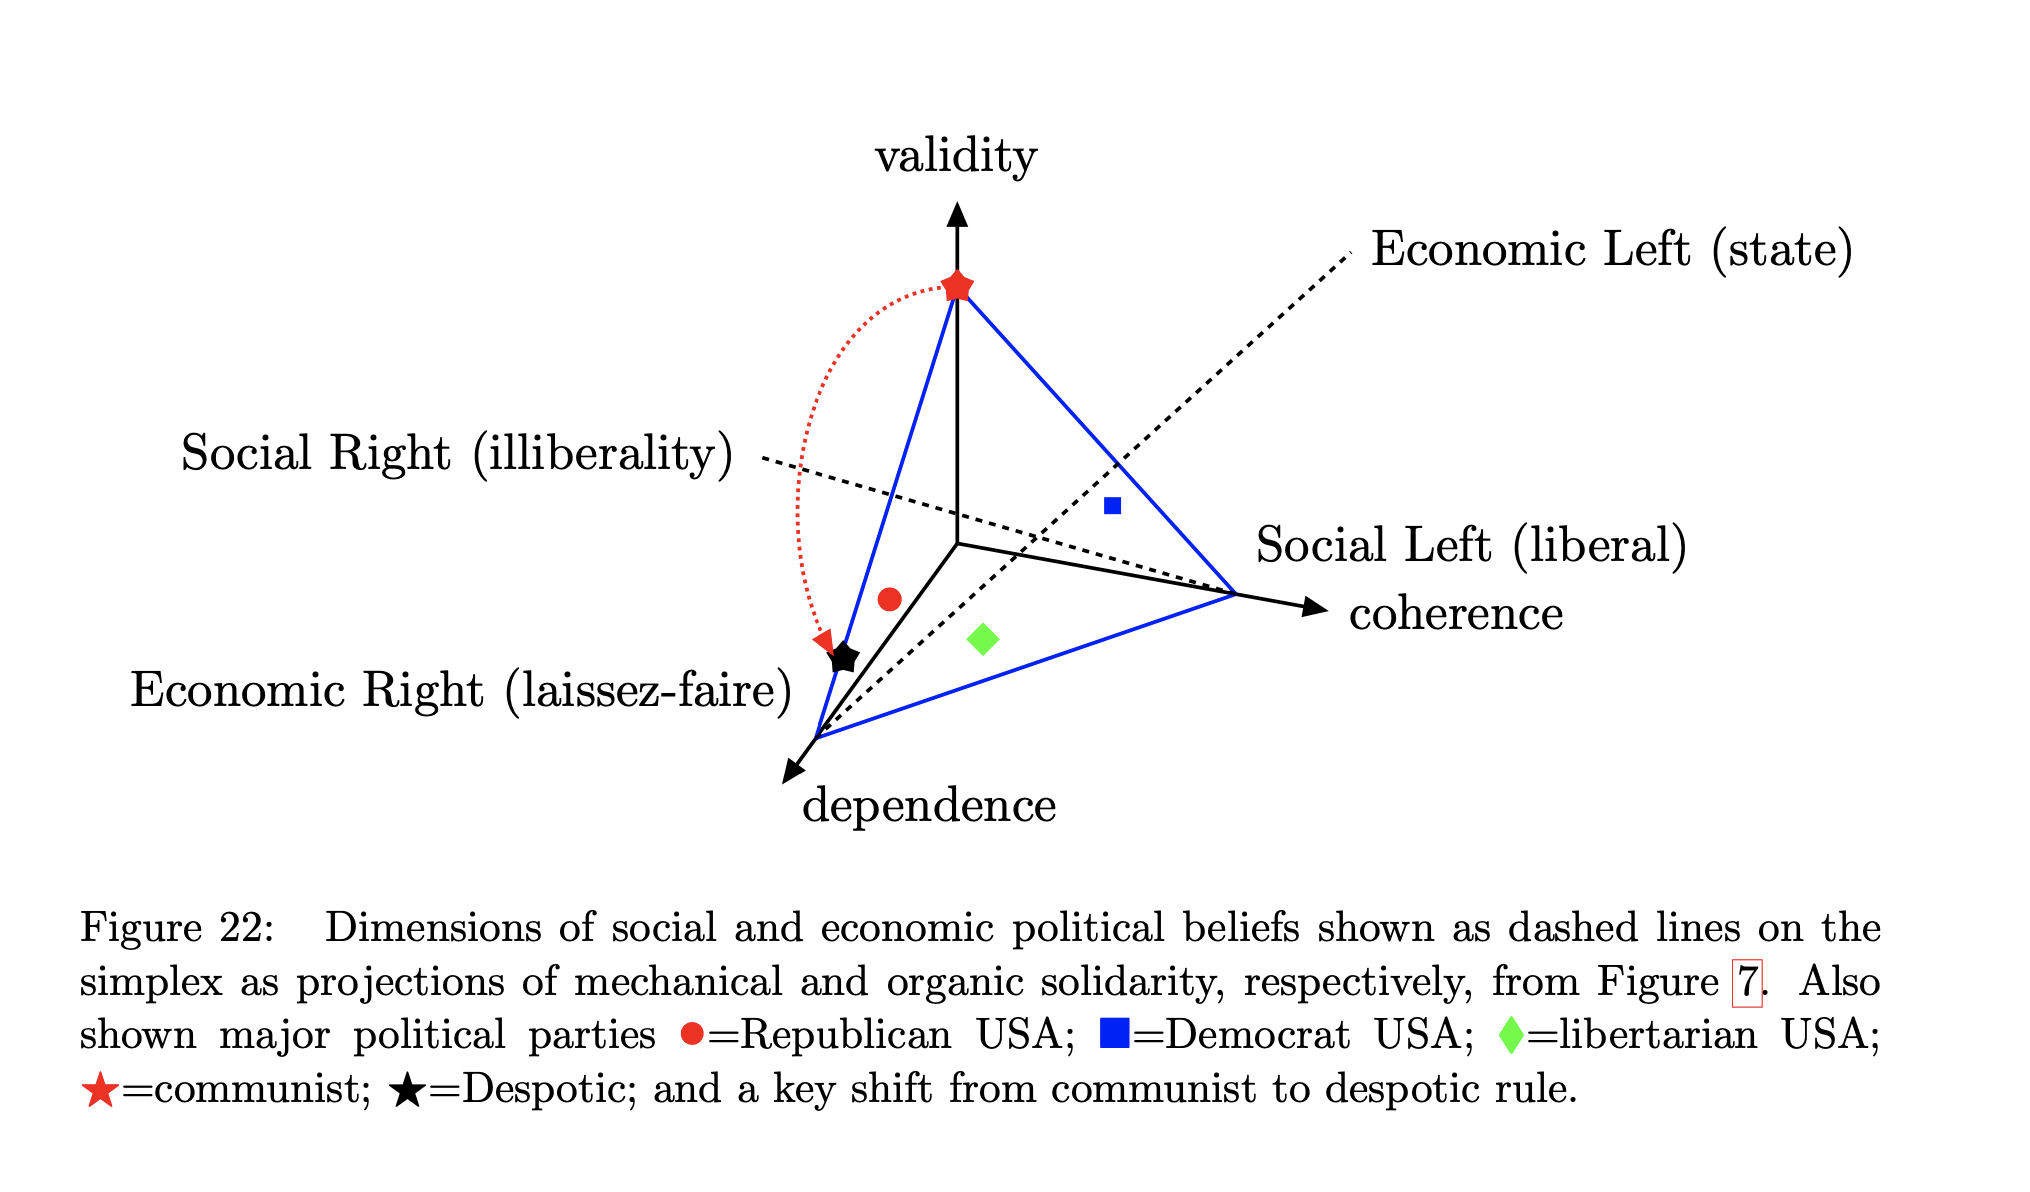 validity
Economic Left (state)
Social Right (illiberality)
Social Left (liberal)
coherence
Economic Right (laissez-faire)
dependence
Figure 22: Dimensions of social and economic political beliefs shown as dashed lines on the
simplex as projections of mechanical and organic solidarity, respectively, from Figure 7. Also
shown major political parties ●=Republican USA; ■=Democrat USA; ♦=libertarian USA;
★=communist; ★=Despotic; and a key shift from communist to despotic rule.